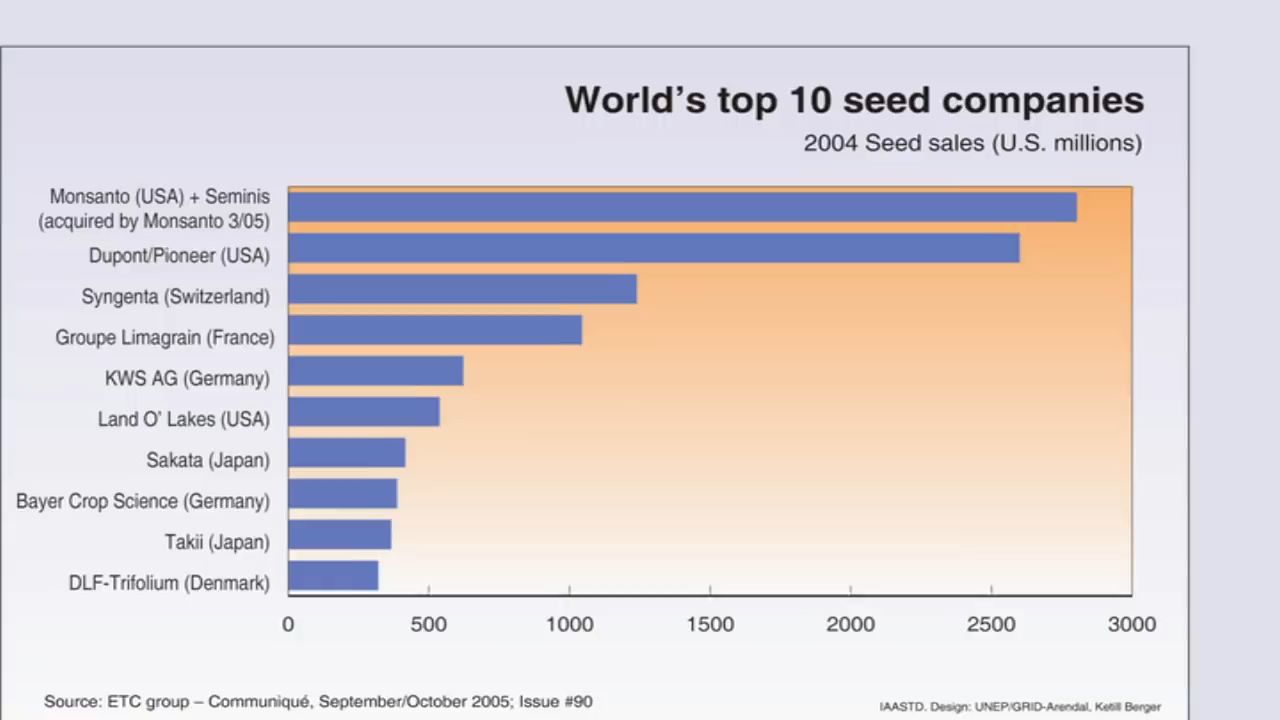 World's top 10 seed companies
2004 Seed sales (U.S. millions)
Monsanto (USA) + Seminis
(acquired by Monsanto 3/05)
Dupont/Pioneer (USA)
Syngenta (Switzerland)
Groupe Limagrain (France)
KWS AG (Germany)
Land O' Lakes (USA)
Sakata (Japan)
Bayer Crop Science (Germany)
Takii (Japan)
DLF-Trifolium (Denmark)
0 500 1000 1500 2000 2500 3000
Source: ETC group – Communiqué, September/October 2005; Issue #90
IAASTD. Design: UNEP/GRID-Arendal, Ketill Berger